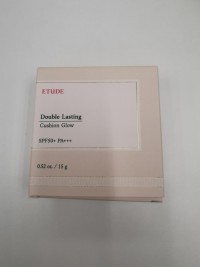 ETUDE
Double Lasting
Cushion Glow
SPF50+ PA+++
0.52 oz. / 15 g